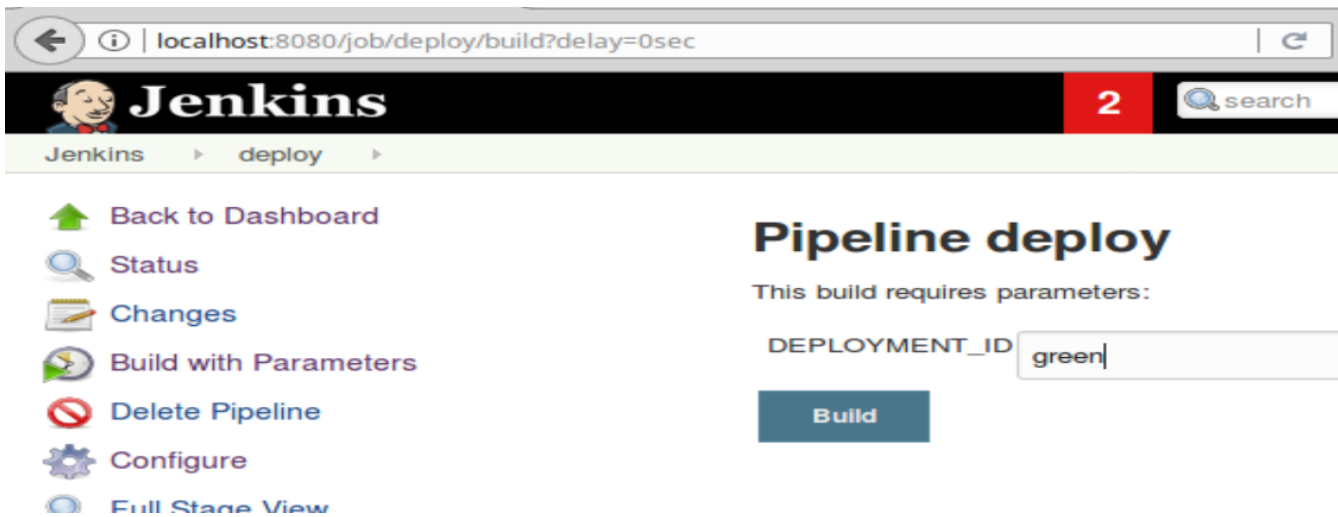 localhost:8080/job/deploy/build?delay=0sec
Jenkins
2
search
Jenkins
deploy
Back to Dashboard
Status
Changes
Build with Parameters
Delete Pipeline
Configure
Full Stage View
Pipeline deploy
This build requires parameters:
DEPLOYMENT_ID
green
Build